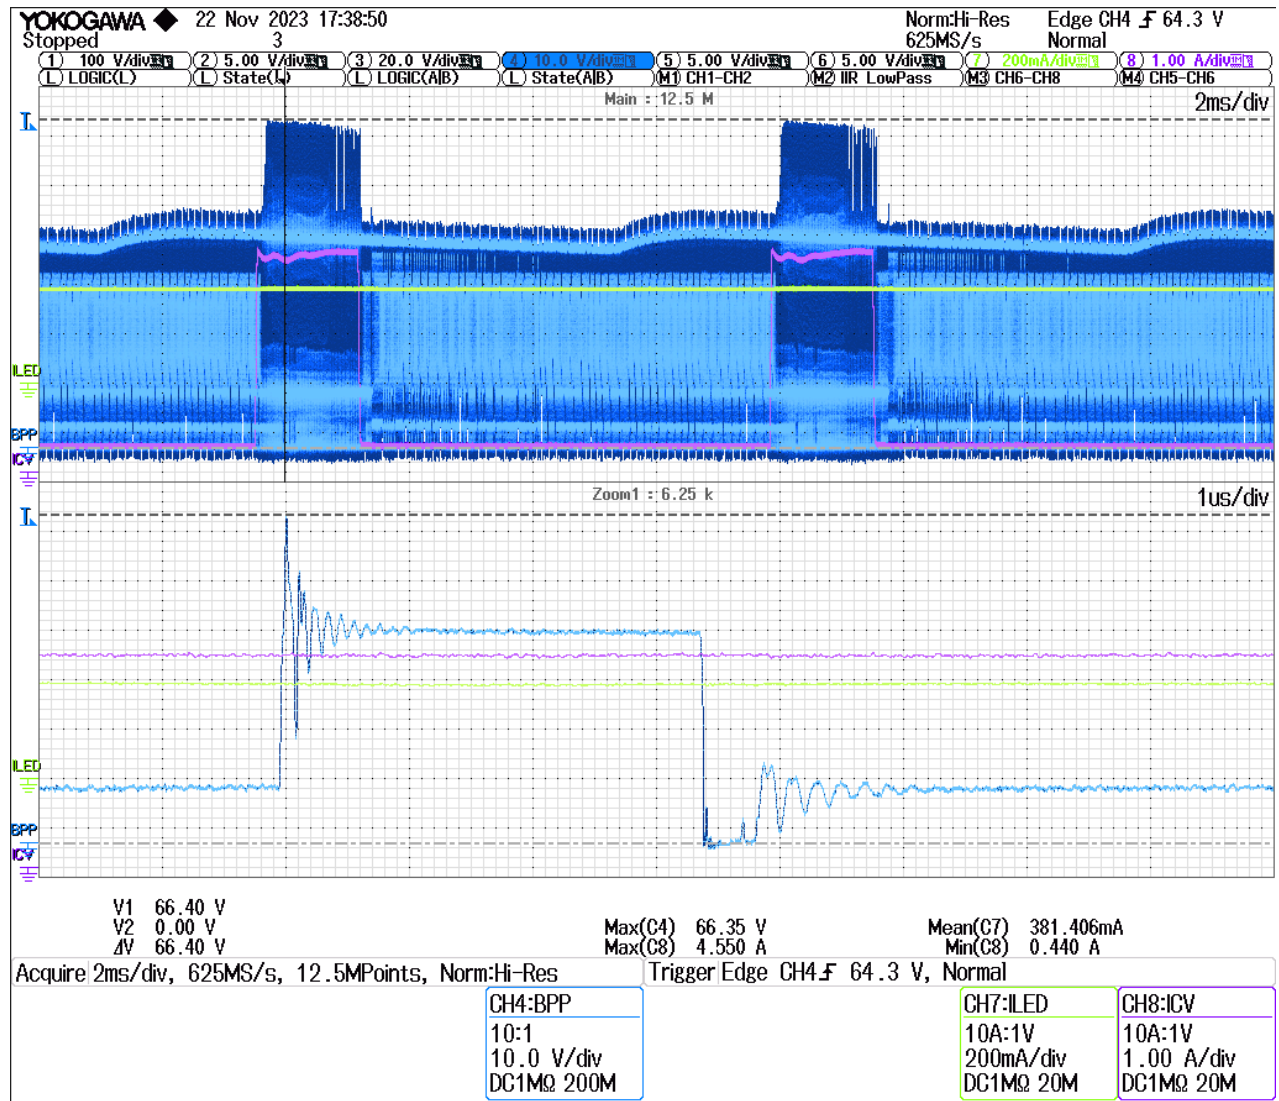 YOKOGAWA ◆ 22 Nov 2023 17:38:50 Norm:Hi-Res Edge CH4 64.3 V
Stopped 3 625MS/s Normal
1 100 V/div 2 5.00 V/div 3 20.0 V/div 4 10.0 V/div 5 5.00 V/div 6 5.00 V/div 7 200mA/div 8 1.00 A/div
L LOGIC(L) L State(L) L LOGIC(A|B) L State(A|B) M1 CH1-CH2 M2 IIR LowPass M3 CH6-CH8 M4 CH5-CH6
Main : 12.5 M 2ms/div
ILED
BPP
ICV
Zoom1 : 6.25 k 1us/div
ILED
BPP
ICV
V1 66.40 V
V2 0.00 V Max(C4) 66.35 V Mean(C7) 381.406mA
ΔV 66.40 V Max(C8) 4.550 A Min(C8) 0.440 A
Acquire 2ms/div, 625MS/s, 12.5MPoints, Norm:Hi-Res Trigger Edge CH4 64.3 V, Normal
CH4:BPP CH7:ILED CH8:ICV
10:1 10A:1V 10A:1V
10.0 V/div 200mA/div 1.00 A/div
DC1MΩ 200M DC1MΩ 20M DC1MΩ 20M